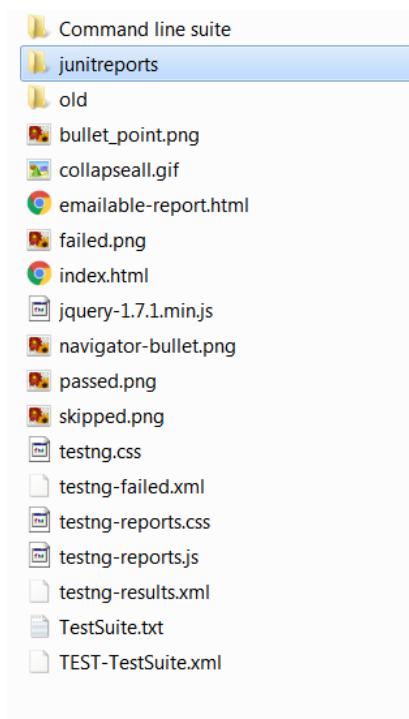 Command line suite
junitreports
old
bullet_point.png
collapseall.gif
emailable-report.html
failed.png
index.html
jquery-1.7.1.min.js
navigator-bullet.png
passed.png
skipped.png
testng.css
testng-failed.xml
testng-reports.css
testng-reports.js
testng-results.xml
TestSuite.txt
TEST-TestSuite.xml